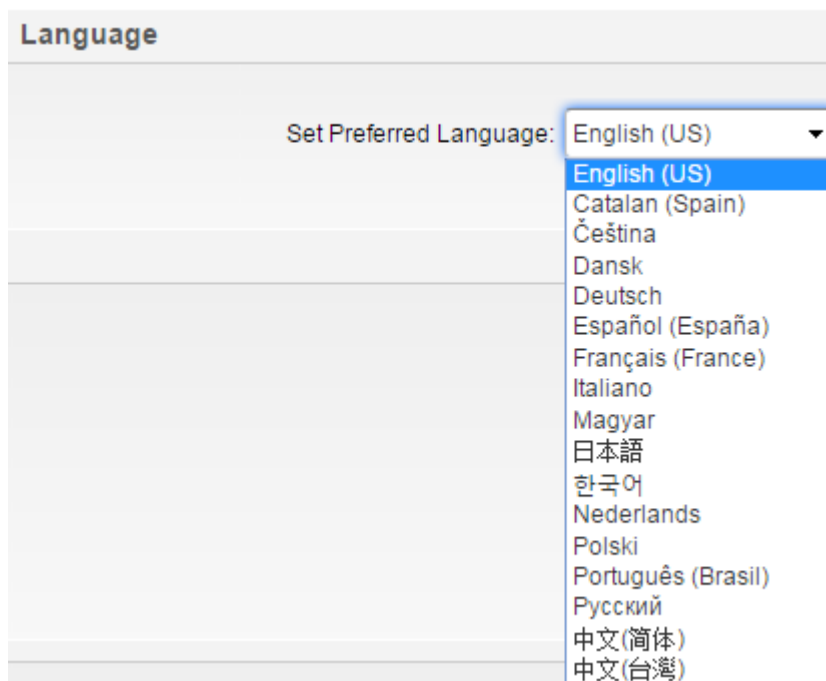 Language
Set Preferred Language: English (US)
English (US)
Catalan (Spain)
Čeština
Dansk
Deutsch
Español (España)
Français (France)
Italiano
Magyar
日本語
한국어
Nederlands
Polski
Português (Brasil)
Русский
中文(简体)
中文(台灣)